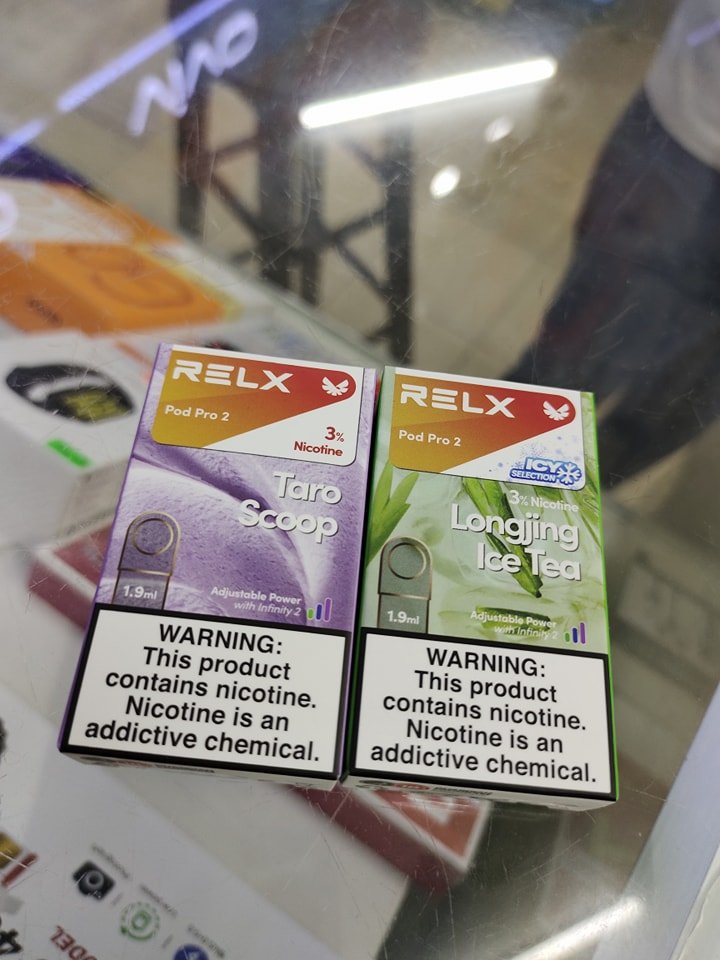 RELX
Pod Pro 2
3%
Nicotine
Taro
Scoop
1.9ml
Adjustable Power
with Infinity 2
WARNING:
This product
contains nicotine.
Nicotine is an
addictive chemical.
RELX
Pod Pro 2
ICY
SELECTION
3% Nicotine
Longjing
Ice Tea
1.9ml
Adjustable Power
with Infinity 2
WARNING:
This product
contains nicotine.
Nicotine is an
addictive chemical.